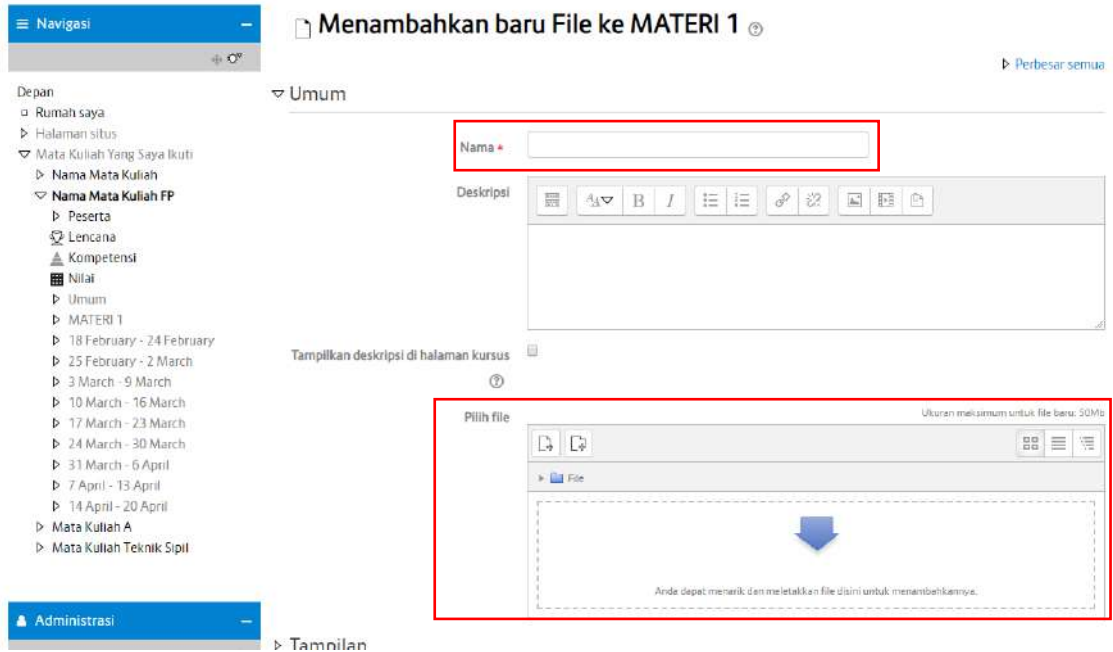 Navigasi
Depan
Rumah saya
Halaman situs
Mata Kuliah Yang Saya Ikuti
Nama Mata Kuliah
Nama Mata Kuliah FP
Peserta
Lencana
Kompetensi
Nilai
Umum
MATERI 1
18 February - 24 February
25 February - 2 March
3 March - 9 March
10 March - 16 March
17 March - 23 March
24 March - 30 March
31 March - 6 April
7 April - 13 April
14 April - 20 April
Mata Kuliah A
Mata Kuliah Teknik Sipil
Administrasi
Menambahkan baru File ke MATERI 1
Perbesar semua
Umum
Nama *
Deskripsi
B I
Tampilkan deskripsi di halaman kursus
Pilih file
Ukuran maksimum untuk file baru: 50Mb
File
Anda dapat menarik dan meletakkan file disini untuk menambahkannya.
Tampilan